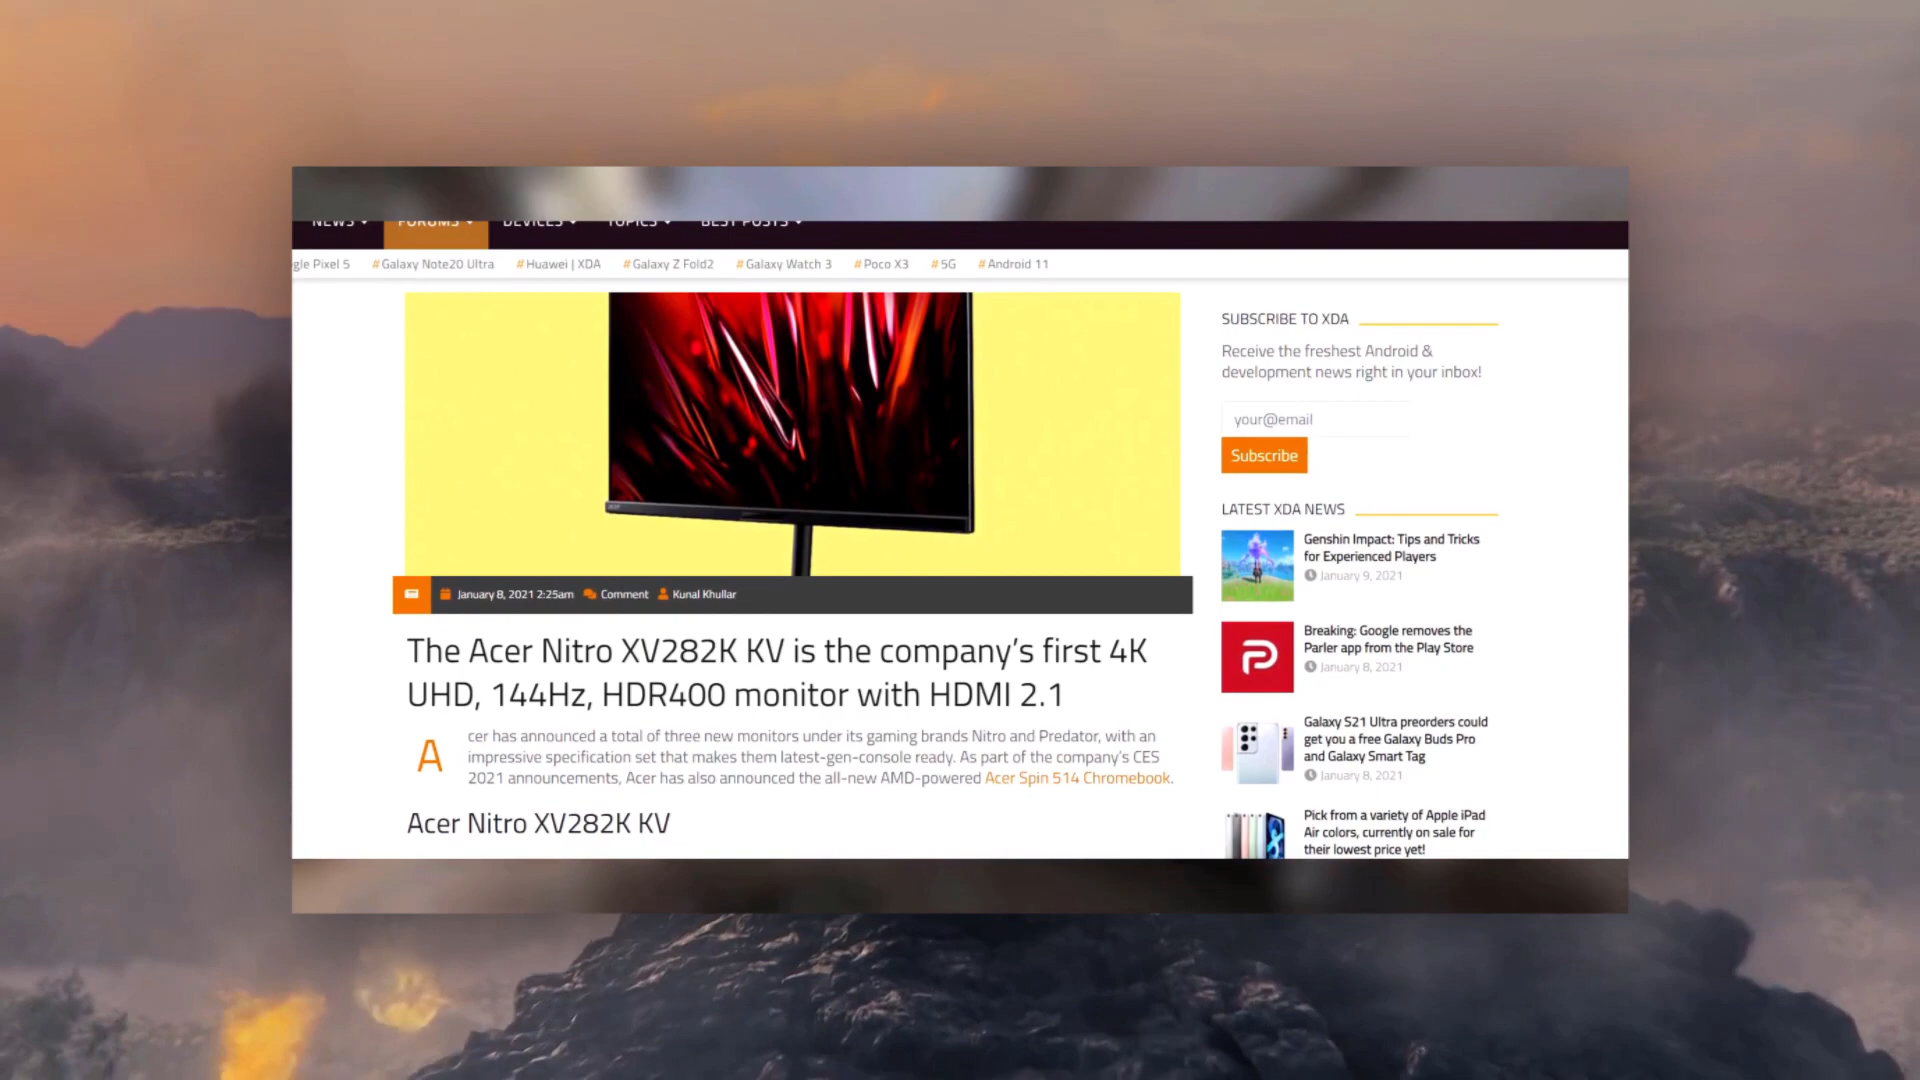 NEWS FORUMS DEVICES TOPICS BEST POSTS
gle Pixel 5 #Galaxy Note20 Ultra #Huawei | XDA #Galaxy Z Fold2 #Galaxy Watch 3 #Poco X3 #5G #Android 11
January 8, 2021 2:25am Comment Kunal Khullar
The Acer Nitro XV282K KV is the company’s first 4K
UHD, 144Hz, HDR400 monitor with HDMI 2.1
Acer has announced a total of three new monitors under its gaming brands Nitro and Predator, with an
impressive specification set that makes them latest-gen-console ready. As part of the company’s CES
2021 announcements, Acer has also announced the all-new AMD-powered Acer Spin 514 Chromebook.
Acer Nitro XV282K KV
SUBSCRIBE TO XDA
Receive the freshest Android &
development news right in your inbox!
your@email
Subscribe
LATEST XDA NEWS
Genshin Impact: Tips and Tricks
for Experienced Players
January 9, 2021
Breaking: Google removes the
Parler app from the Play Store
January 8, 2021
Galaxy S21 Ultra preorders could
get you a free Galaxy Buds Pro
and Galaxy Smart Tag
January 8, 2021
Pick from a variety of Apple iPad
Air colors, currently on sale for
their lowest price yet!